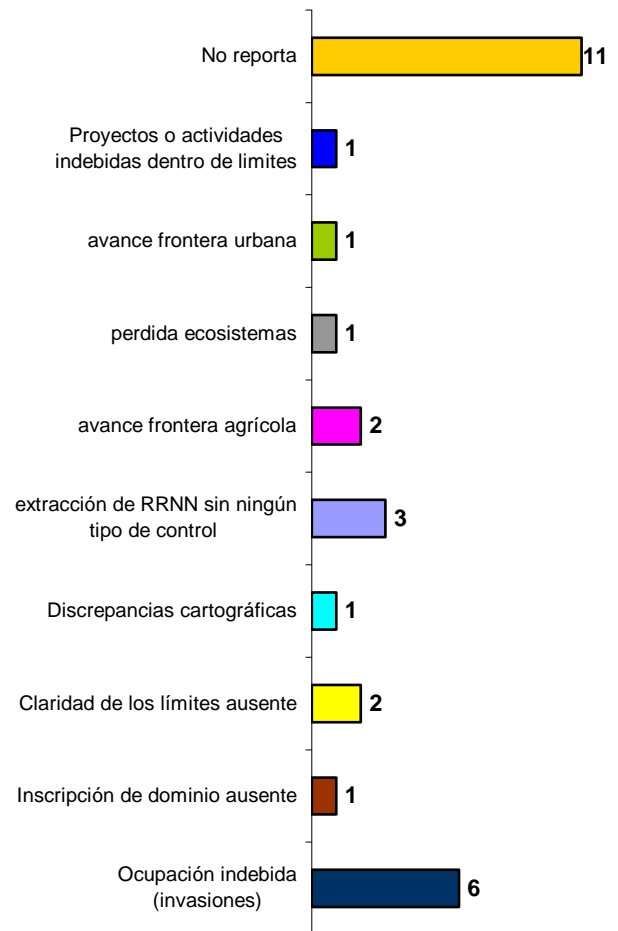 No reporta
11
Proyectos o actividades
indebidas dentro de limites
1
avance frontera urbana
1
perdida ecosistemas
1
avance frontera agrícola
2
extracción de RRNN sin ningún
tipo de control
3
Discrepancias cartográficas
1
Claridad de los límites ausente
2
Inscripción de dominio ausente
1
Ocupación indebida
(invasiones)
6